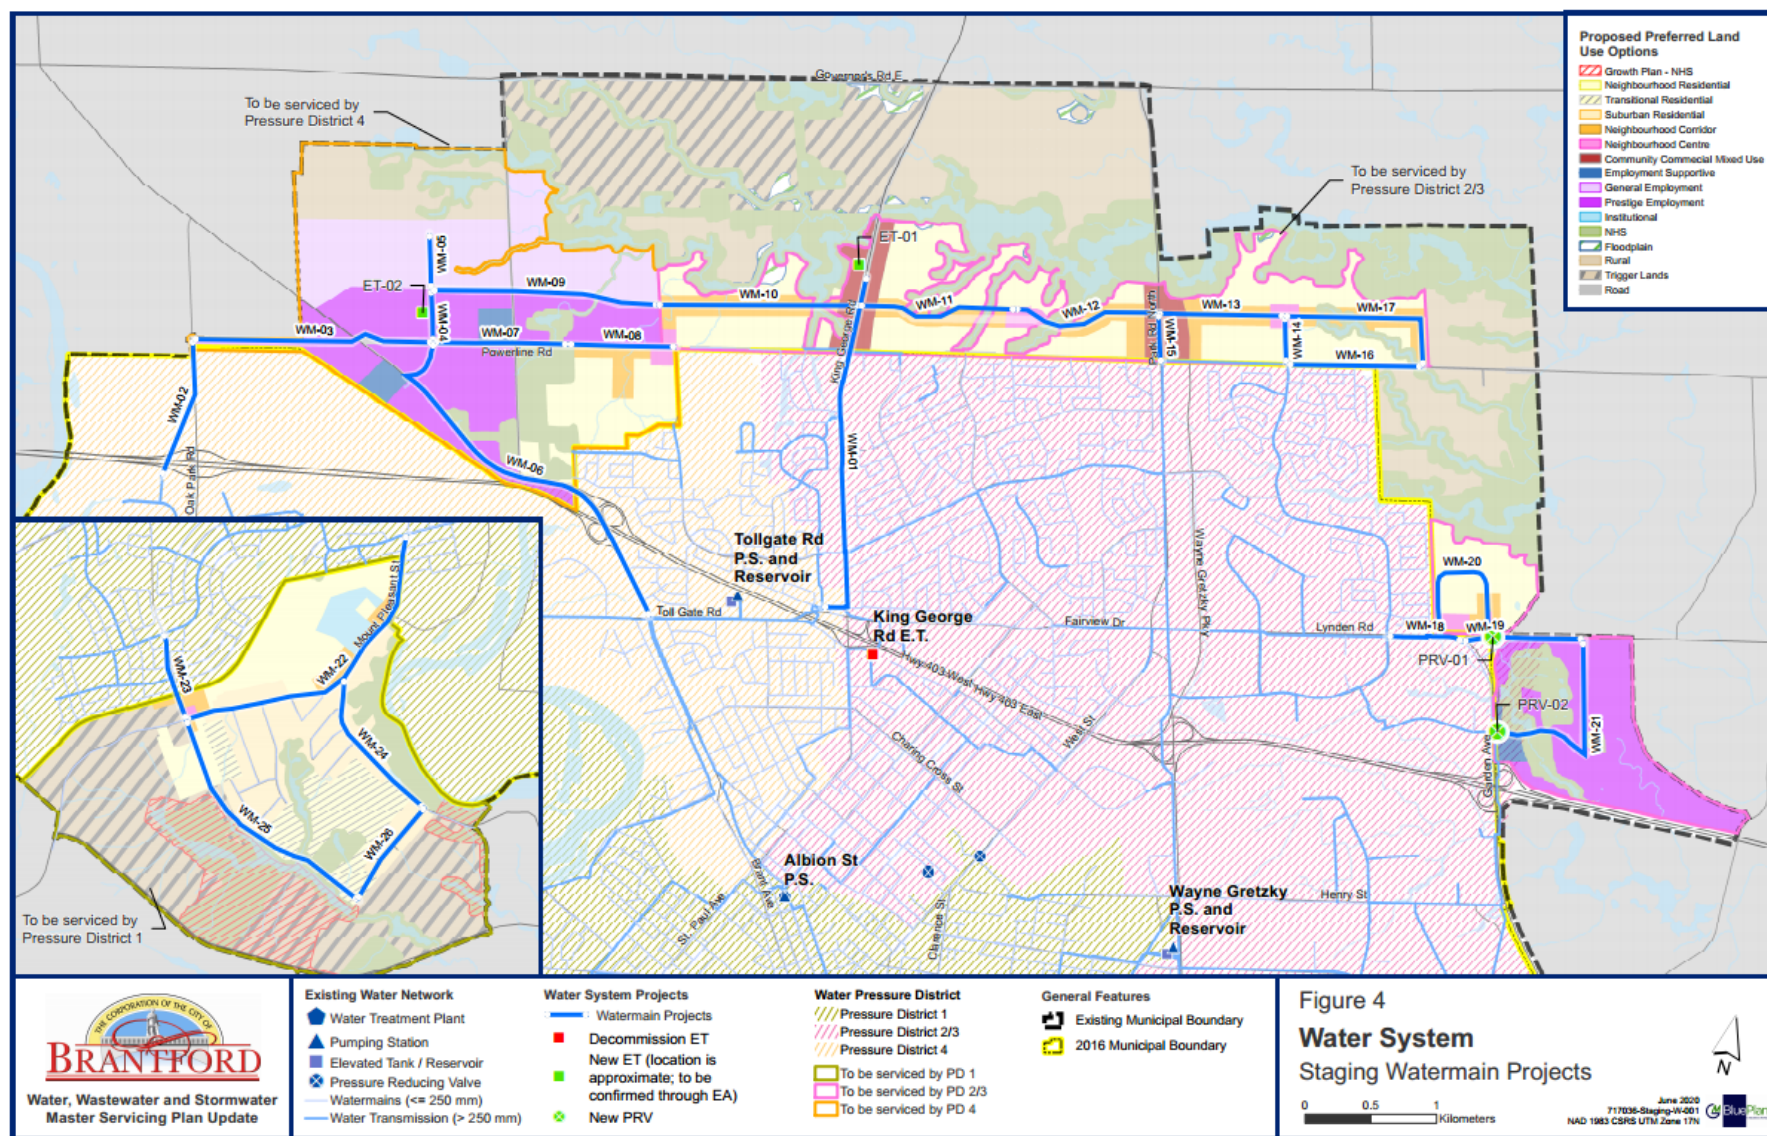 Proposed Preferred Land
Use Options
Growth Plan - NHS
Neighbourhood Residential
Transitional Residential
Suburban Residential
Neighbourhood Corridor
Neighbourhood Centre
Community Commecial Mixed Use
Employment Supportive
General Employment
Prestige Employment
Institutional
NHS
Floodplain
Rural
Trigger Lands
Road
Governor's Rd E
To be serviced by
Pressure District 4
To be serviced by
Pressure District 2/3
ET-01
ET-02
WM-05
WM-09
WM-10
WM-11
WM-12
WM-13
WM-17
WM-03
WM-04
WM-07
WM-08
Powerline Rd
King George Rd
Park Rd North
WM-15
WM-14
WM-16
WM-02
Oak Park Rd
WM-06
WM-01
Wayne Gretzky Pky
Tollgate Rd
P.S. and
Reservoir
Toll Gate Rd
King George
Rd E.T.
Fairview Dr
Lynden Rd
WM-20
WM-18
WM-19
PRV-01
PRV-02
WM-21
Garden Ave
Hwy 403 West
Hwy 403 East
West St
Charing Cross St
Albion St
P.S.
Brant Ave
St. Paul Ave
Clarence St
Wayne Gretzky
P.S. and
Reservoir
Henry St
Mount Pleasant St
WM-23
WM-22
WM-24
WM-25
WM-26
To be serviced by
Pressure District 1
THE CORPORATION OF THE CITY OF
BRANTFORD
Water, Wastewater and Stormwater
Master Servicing Plan Update
Existing Water Network
Water Treatment Plant
Pumping Station
Elevated Tank / Reservoir
Pressure Reducing Valve
Watermains (<= 250 mm)
Water Transmission (> 250 mm)
Water System Projects
Watermain Projects
Decommission ET
New ET (location is
approximate; to be
confirmed through EA)
New PRV
Water Pressure District
Pressure District 1
Pressure District 2/3
Pressure District 4
To be serviced by PD 1
To be serviced by PD 2/3
To be serviced by PD 4
General Features
Existing Municipal Boundary
2016 Municipal Boundary
Figure 4
Water System
Staging Watermain Projects
0 0.5 1
Kilometers
N
June 2020
717036-Staging-W-001
NAD 1983 CSRS UTM Zone 17N
BluePlan